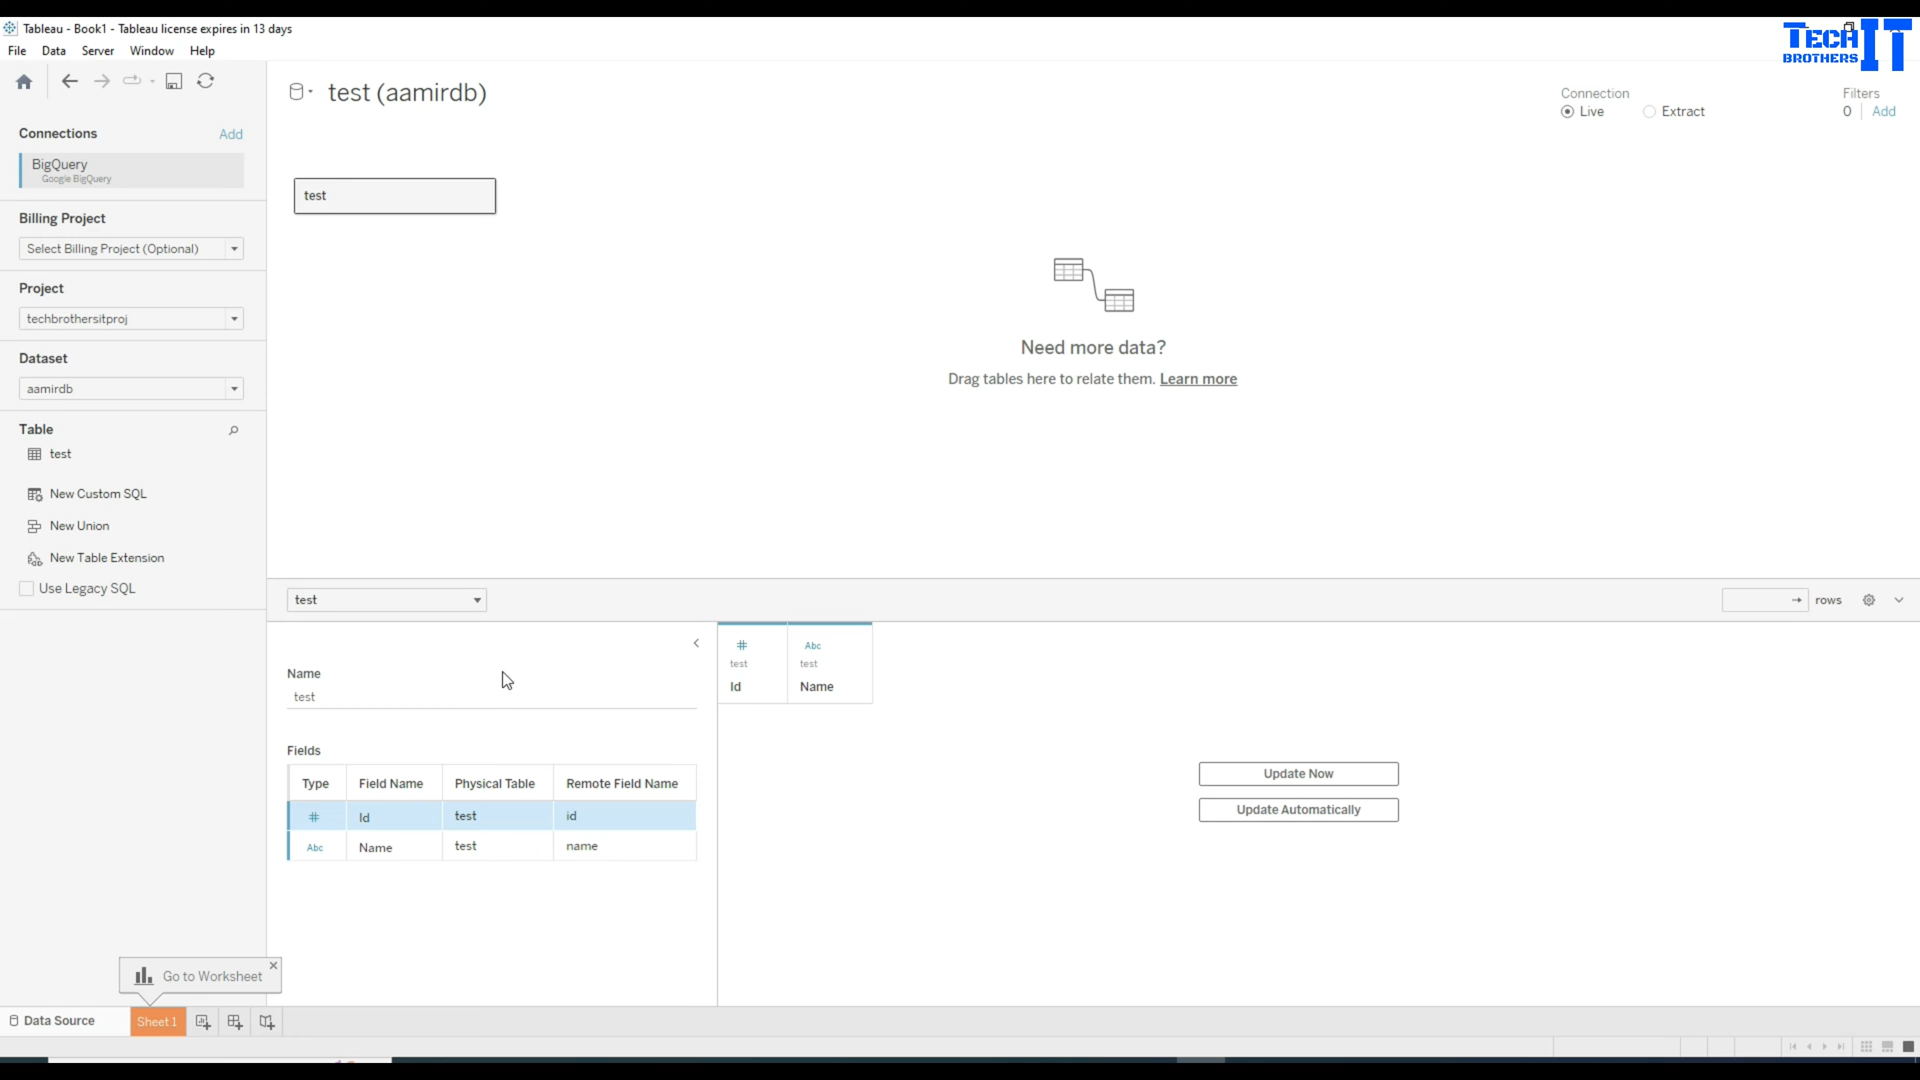 Tableau - Book1 - Tableau license expires in 13 days
File Data Server Window Help
TECH IT
BROTHERS
test (aamirdb)
Connection
Live Extract
Filters
0 Add
Connections Add
BigQuery
Google BigQuery
Billing Project
Select Billing Project (Optional)
Project
techbrothersitproj
Dataset
aamirdb
Table
test
New Custom SQL
New Union
New Table Extension
Use Legacy SQL
test
Need more data?
Drag tables here to relate them. Learn more
test
rows
Name
test
Fields
Type Field Name Physical Table Remote Field Name
# Id test id
Abc Name test name
# Abc
test test
Id Name
Update Now
Update Automatically
Go to Worksheet
Data Source Sheet 1